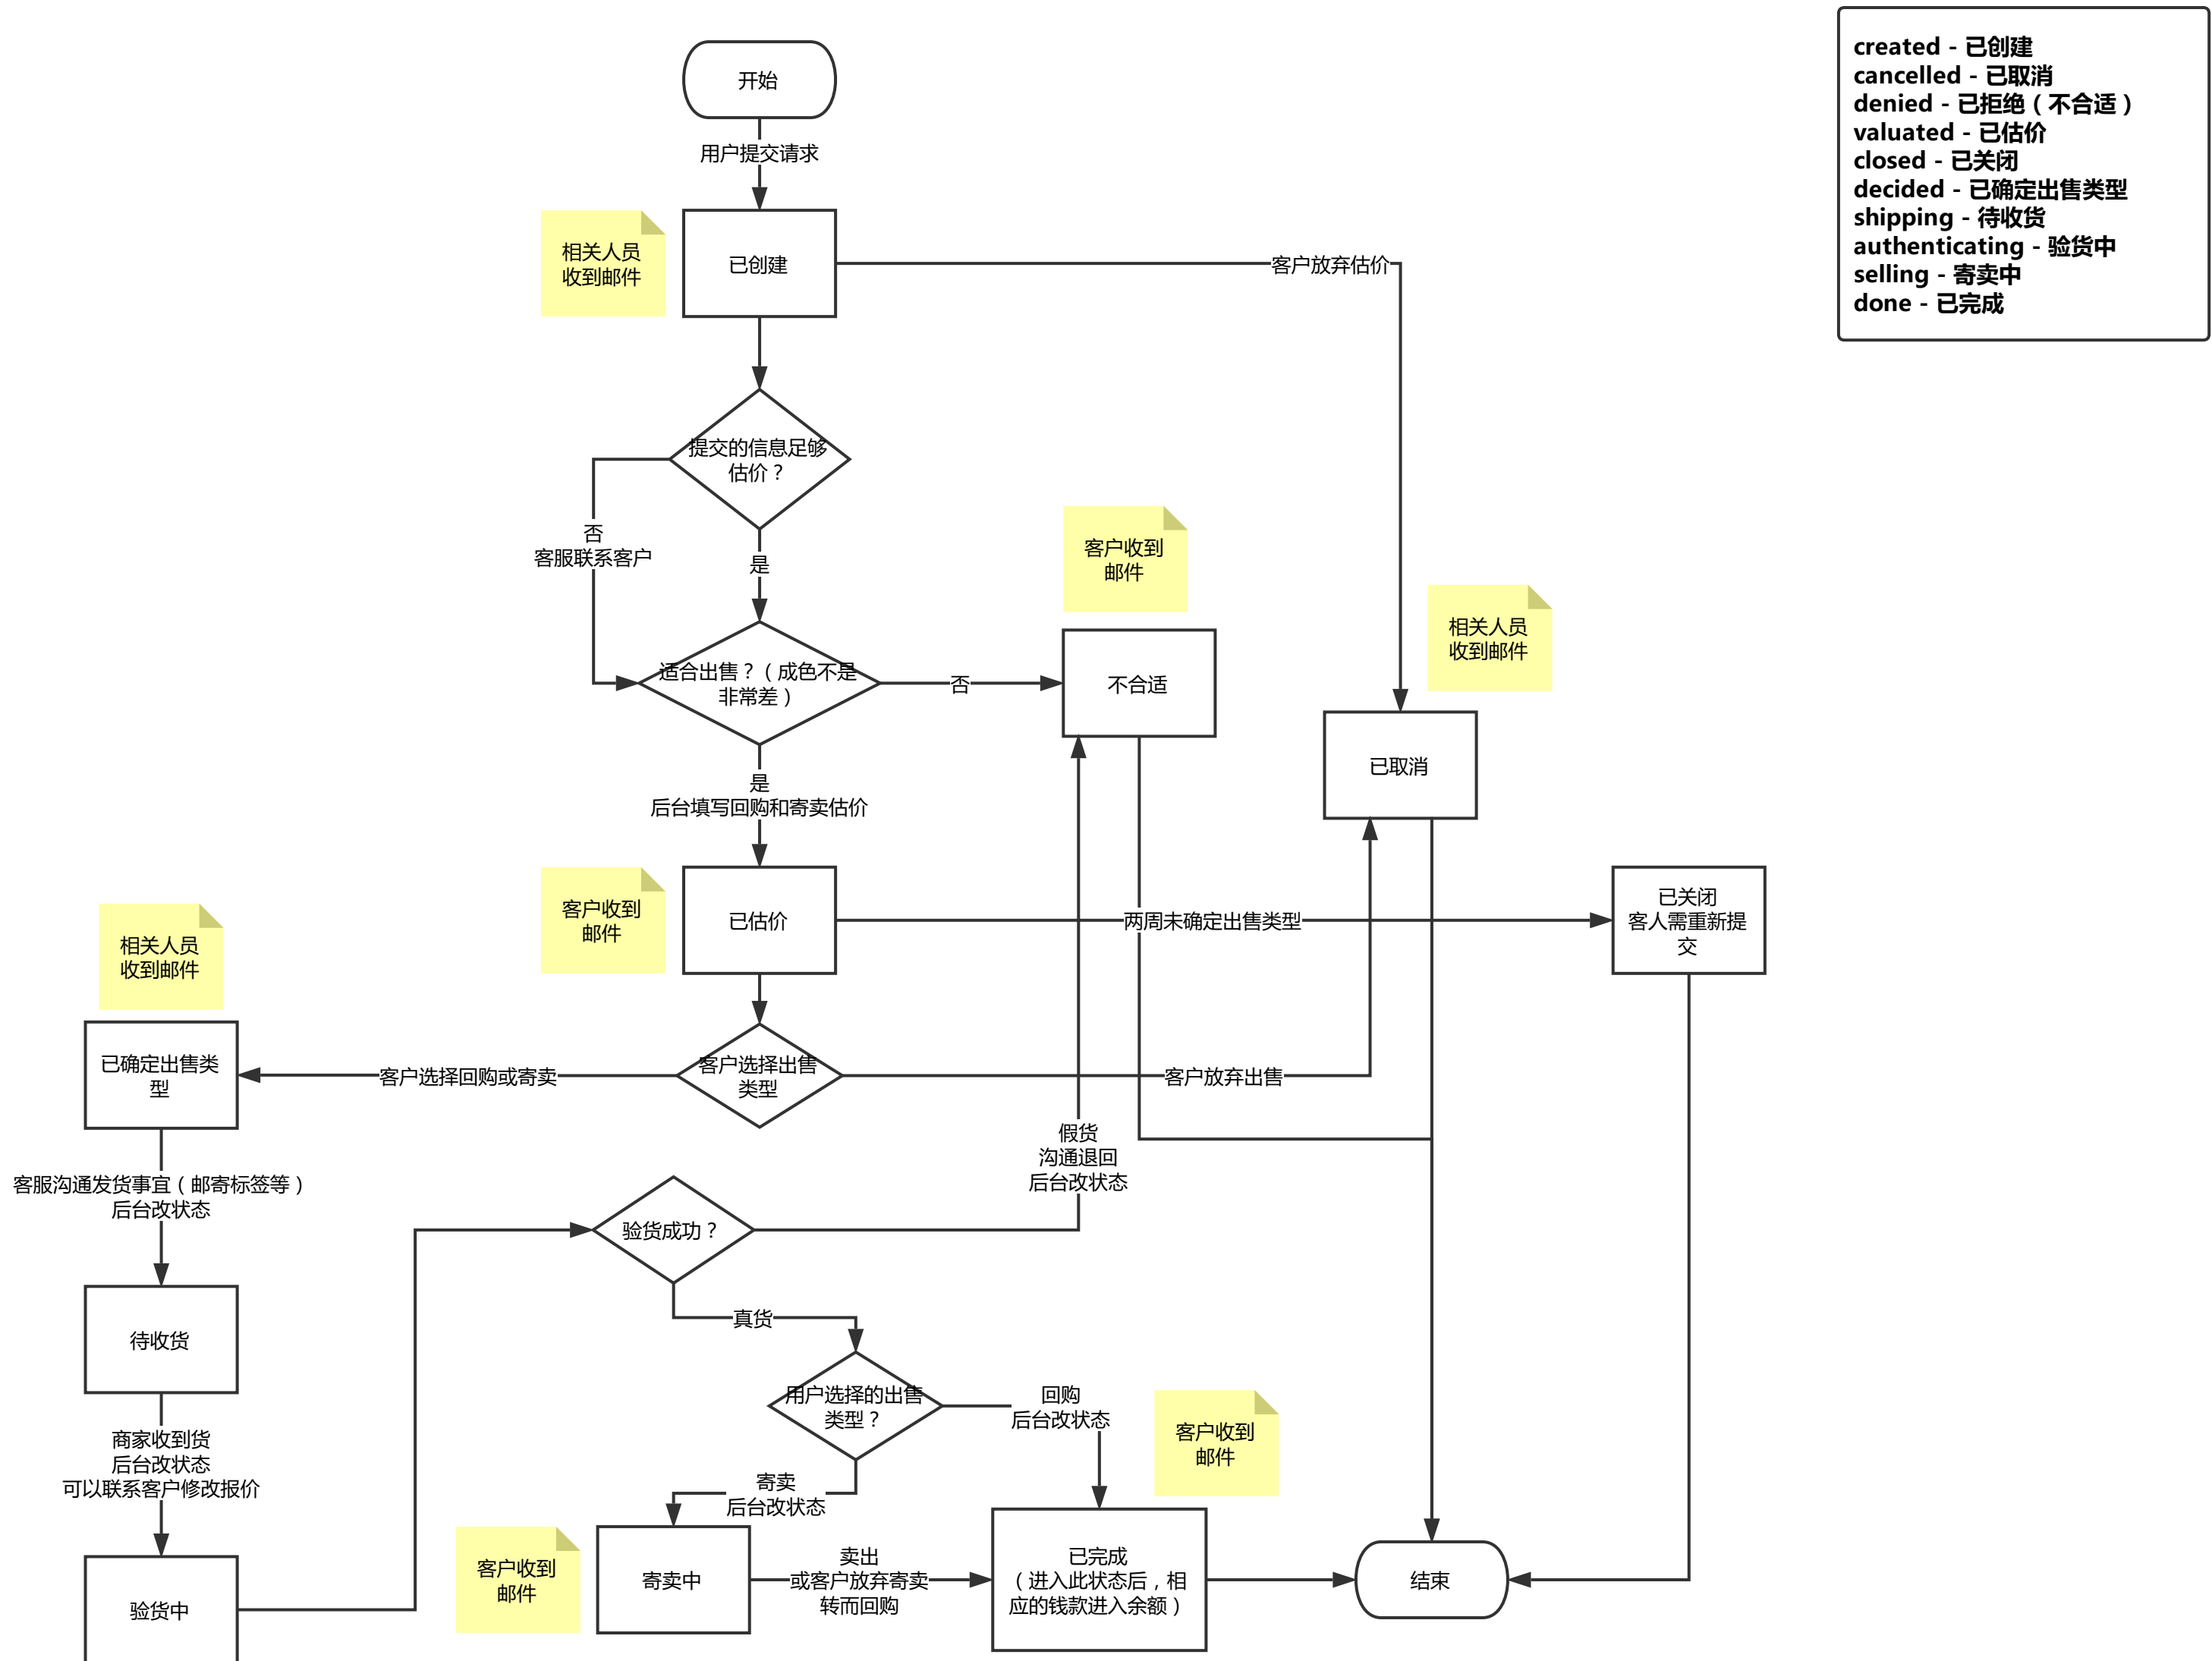 created - 已创建
cancelled - 已取消
denied - 已拒绝（不合适）
valuated - 已估价
closed - 已关闭
decided - 已确定出售类型
shipping - 待收货
authenticating - 验货中
selling - 寄卖中
done - 已完成
开始
用户提交请求
相关人员
收到邮件
已创建
客户放弃估价
提交的信息足够
估价？
否
客服联系客户
是
客户收到
邮件
相关人员
收到邮件
适合出售？（成色不是
非常差）
否
不合适
已取消
是
后台填写回购和寄卖估价
客户收到
邮件
已估价
两周未确定出售类型
已关闭
客人需重新提
交
相关人员
收到邮件
已确定出售类
型
客户选择回购或寄卖
客户选择出售
类型
客户放弃出售
假货
沟通退回
后台改状态
客服沟通发货事宜（邮寄标签等）
后台改状态
验货成功？
真货
待收货
用户选择的出售
类型？
回购
后台改状态
客户收到
邮件
商家收到货
后台改状态
可以联系客户修改报价
寄卖
后台改状态
客户收到
邮件
验货中
寄卖中
卖出
或客户放弃寄卖
转而回购
已完成
（进入此状态后，相
应的钱款进入余额）
结束